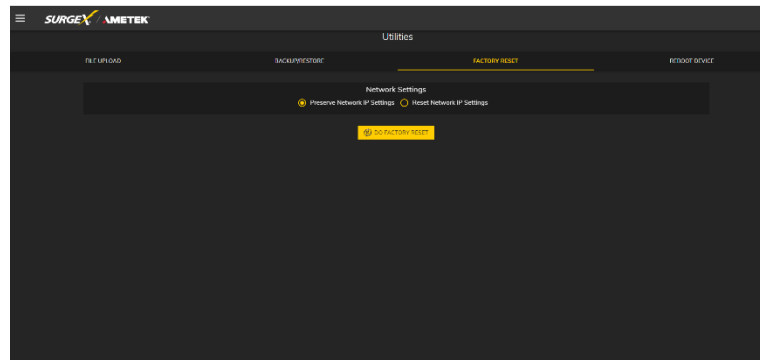 SURGEX AMETEK
Utilities
FILE UPLOAD BACKUP/RESTORE FACTORY RESET REBOOT DEVICE
Network Settings
Preserve Network IP Settings Reset Network IP Settings
DO FACTORY RESET